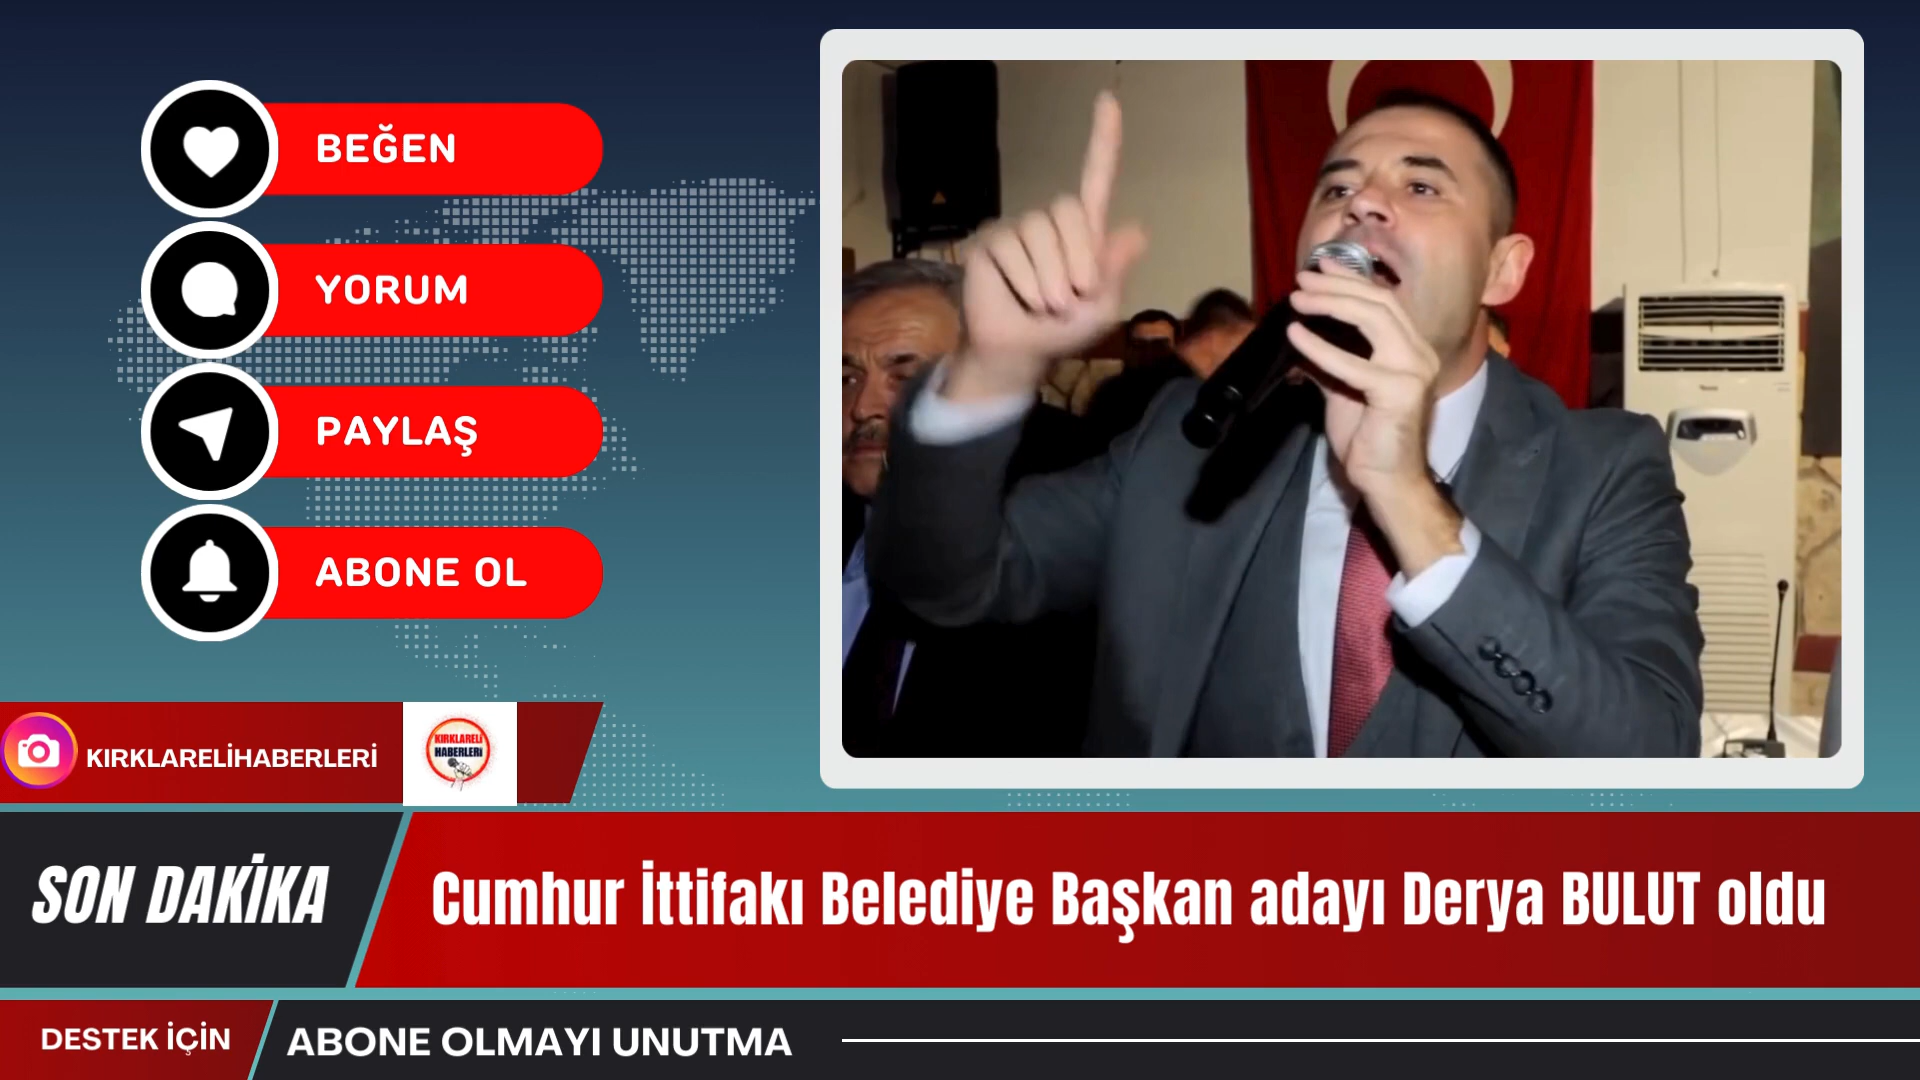 BEĞEN
YORUM
PAYLAŞ
ABONE OL
KIRKLARELİHABERLERİ
KIRKLARELİ
HABERLERİ
SON DAKİKA
Cumhur İttifakı Belediye Başkan adayı Derya BULUT oldu
DESTEK İÇİN
ABONE OLMAYI UNUTMA